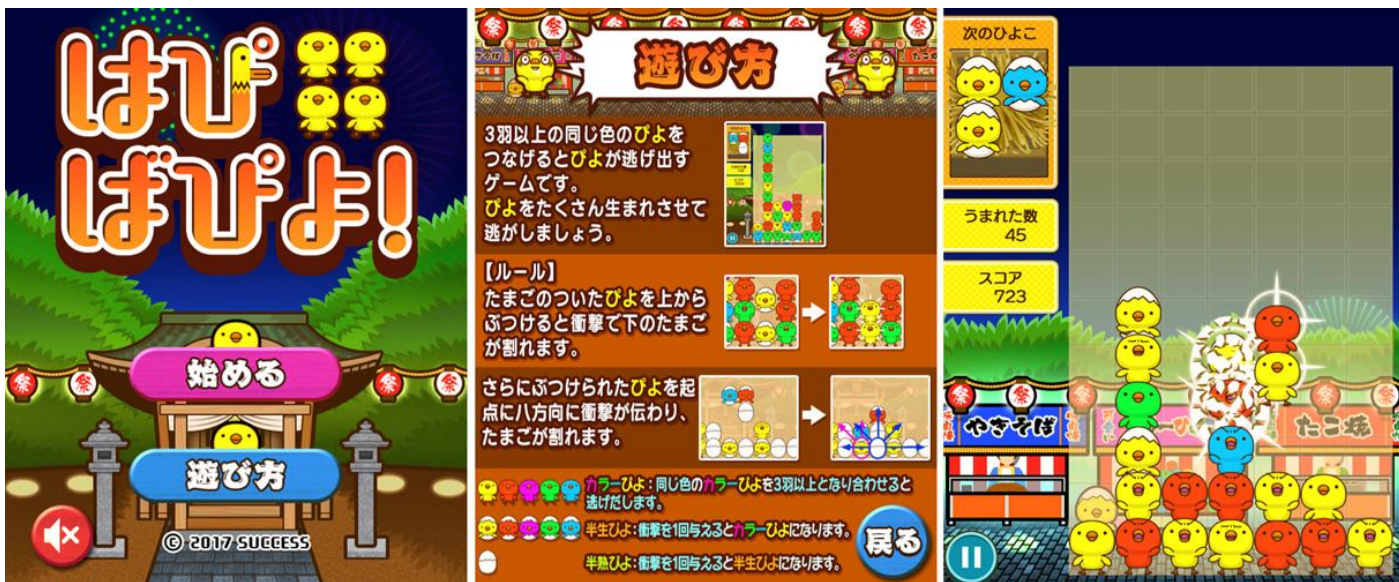 はぴ
ばぴよ!
始める
遊び方
© 2017 SUCCESS
祭
祭
祭
祭
祭
祭
祭
遊び方
3羽以上の同じ色のぴよを
つなげるとぴよが逃げ出す
ゲームです。
ぴよをたくさん生まれさせて
逃がしましょう。
【ルール】
たまごのついたぴよを上から
ぶつけると衝撃で下のたまご
が割れます。
さらにぶつけられたぴよを起
点に八方向に衝撃が伝わり、
たまごが割れます。
カラーぴよ:同じ色のカラーぴよを3羽以上となり合わせると
逃げだします。
半生ぴよ:衝撃を1回与えるとカラーぴよになります。
半熟ぴよ:衝撃を1回与えると半生ぴよになります。
戻る
次のひよこ
うまれた数
45
スコア
723
祭
祭
祭
祭
やきそば
たこ焼